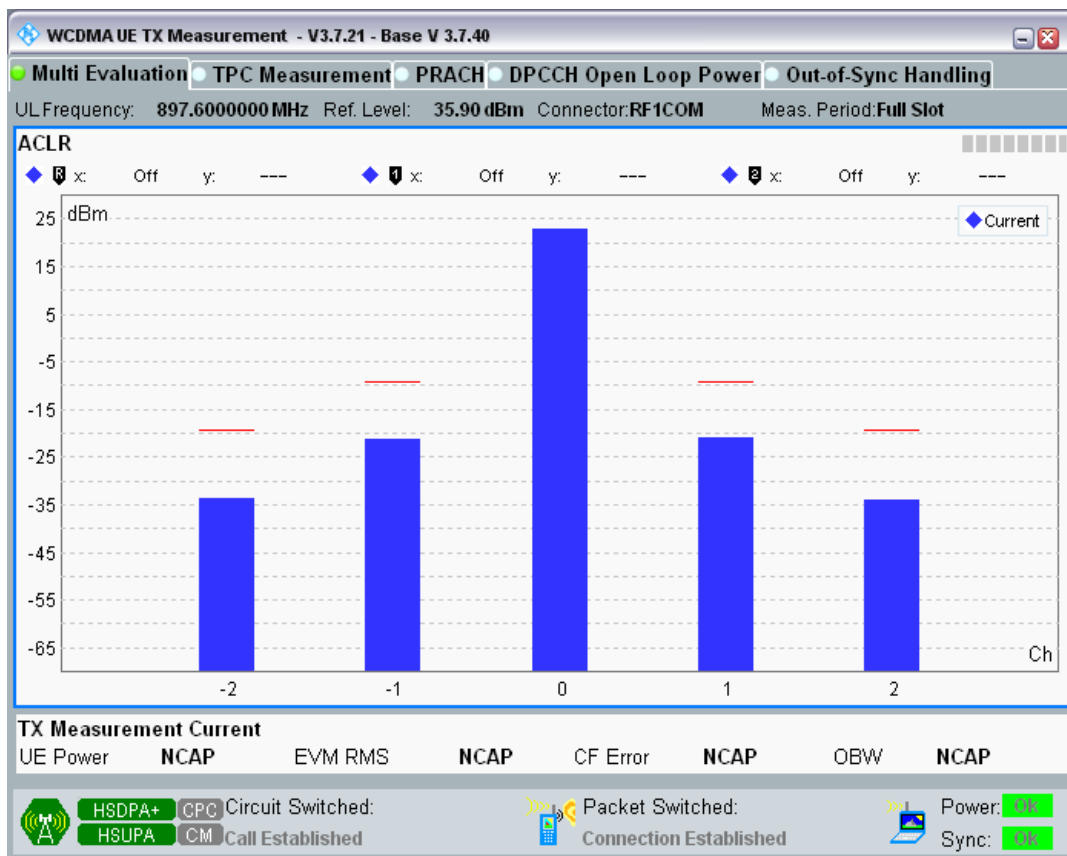 WCDMA UE TX Measurement - V3.7.21 - Base V 3.7.40
Multi Evaluation TPC Measurement PRACH DPCCH Open Loop Power Out-of-Sync Handling
UL Frequency: 897.6000000 MHz Ref. Level: 35.90 dBm Connector:RF1COM Meas. Period:Full Slot
ACLR
R x: Off y: --- 1 x: Off y: --- 2 x: Off y: ---
dBm
Current
25
15
5
-5
-15
-25
-35
-45
-55
-65
Ch
-2 -1 0 1 2
TX Measurement Current
UE Power NCAP EVM RMS NCAP CF Error NCAP OBW NCAP
HSDPA+ CPC Circuit Switched: Packet Switched: Power: Ok
HSUPA CM Call Established Connection Established Sync: Ok